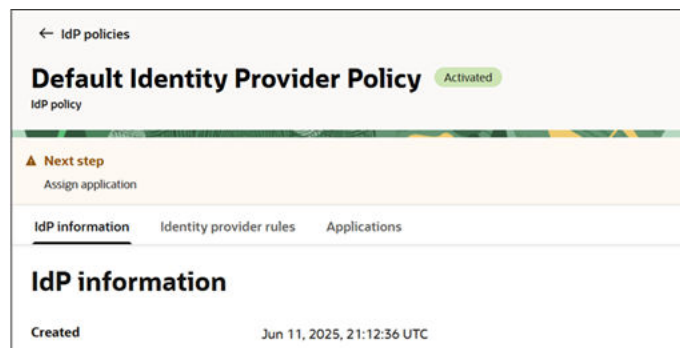 ← IdP policies
Default Identity Provider Policy Activated
IdP policy
Next step
Assign application
IdP information Identity provider rules Applications
IdP information
Created Jun 11, 2025, 21:12:36 UTC